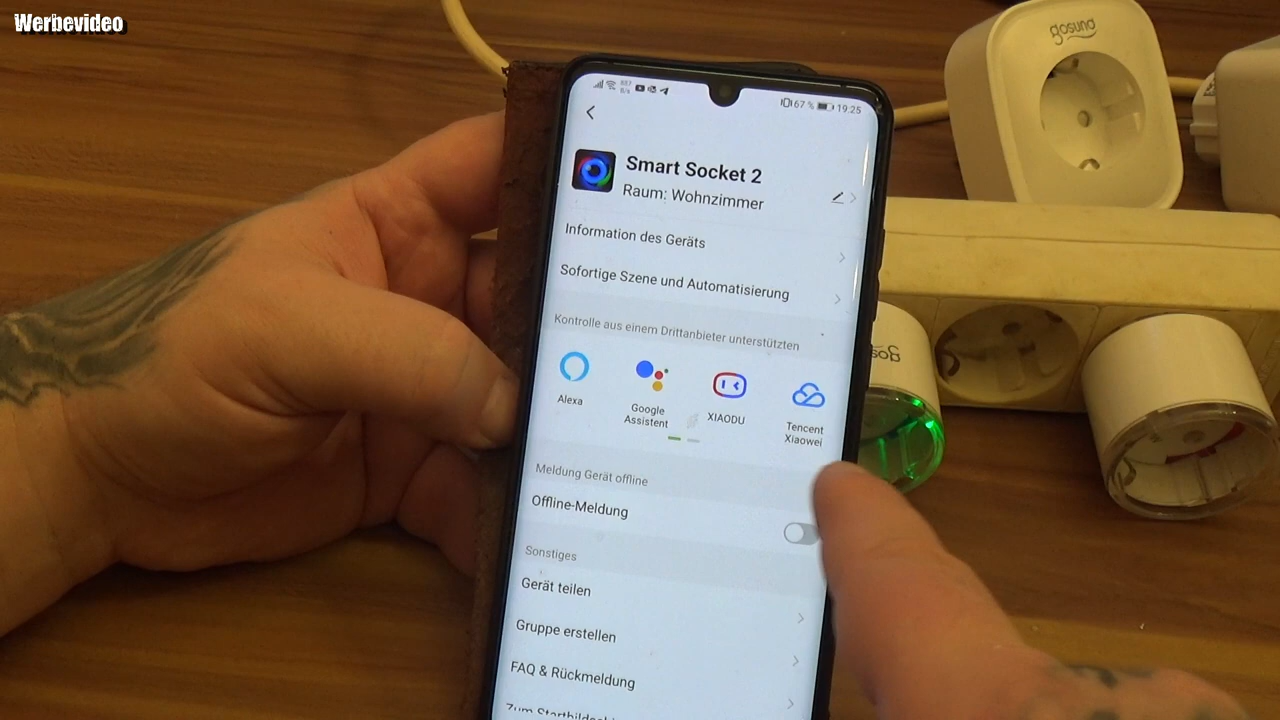 Werbevideo
gosund
67 % 19:25
Smart Socket 2
Raum: Wohnzimmer
Information des Geräts
Sofortige Szene und Automatisierung
Kontrolle aus einem Drittanbieter unterstützten
Alexa
Google
Assistent
XIAODU
Tencent
Xiaowei
Meldung Gerät offline
Offline-Meldung
Sonstiges
Gerät teilen
Gruppe erstellen
FAQ & Rückmeldung